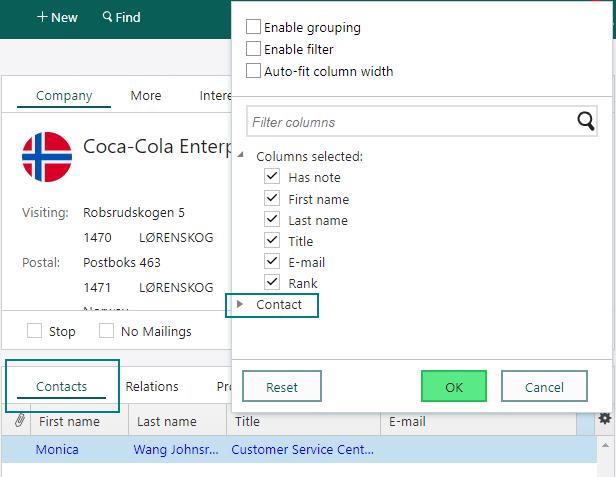 New
Find
Enable grouping
Enable filter
Auto-fit column width
Company
More
Filter columns
Coca-Cola
Columns selected:
Has note
First name
Last name
Title
E-mail
Rank
Contact
Visiting:
Robsrudskogen 5
1470
LØRENSKOG
Postal:
Postboks 463
1471
LØRENSKOG
Norway
Stop
No Mailings
Reset
OK
Cancel
Contacts
Relations
First name
Last name
Title
E-mail
Monica
Wang Johnsr...
Customer Service Cent...